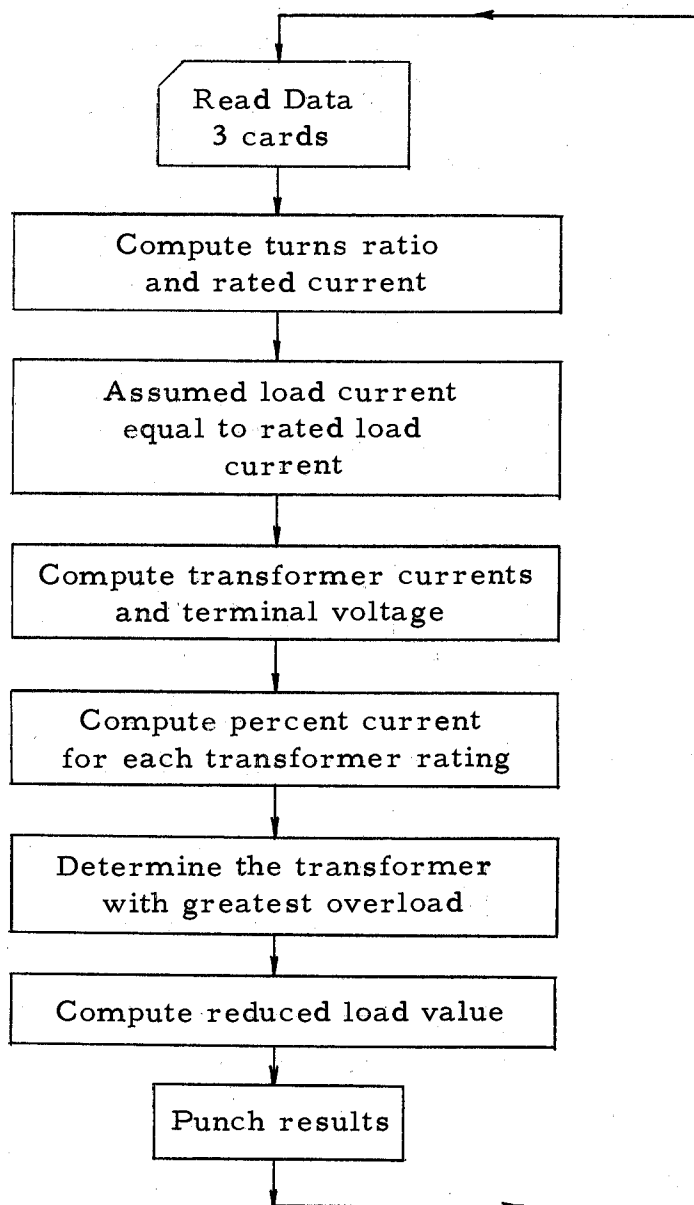 Read Data
3 cards
Compute turns ratio
and rated current
Assumed load current
equal to rated load
current
Compute transformer currents
and terminal voltage
Compute percent current
for each transformer rating
Determine the transformer
with greatest overload
Compute reduced load value
Punch results